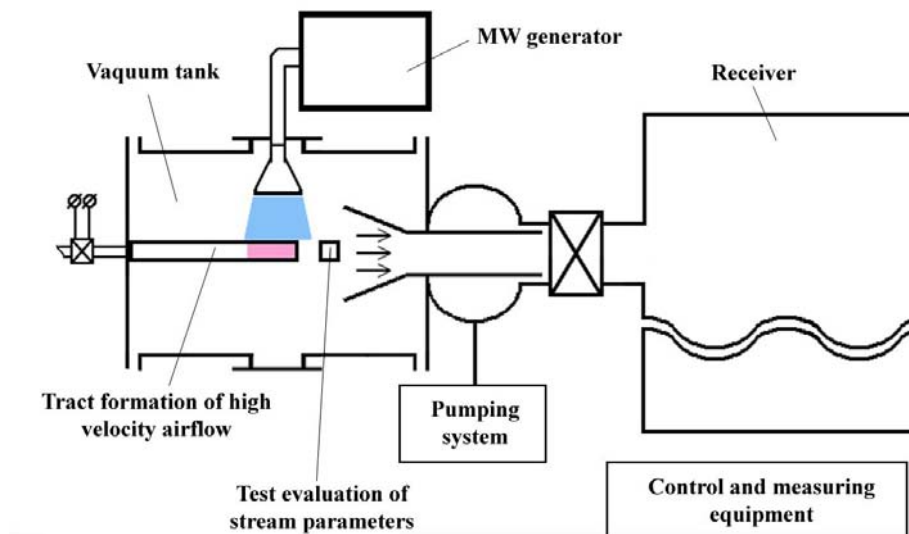 MW generator
Vaquum tank
Receiver
Tract formation of high
velocity airflow
Pumping
system
Test evaluation of
stream parameters
Control and measuring
equipment